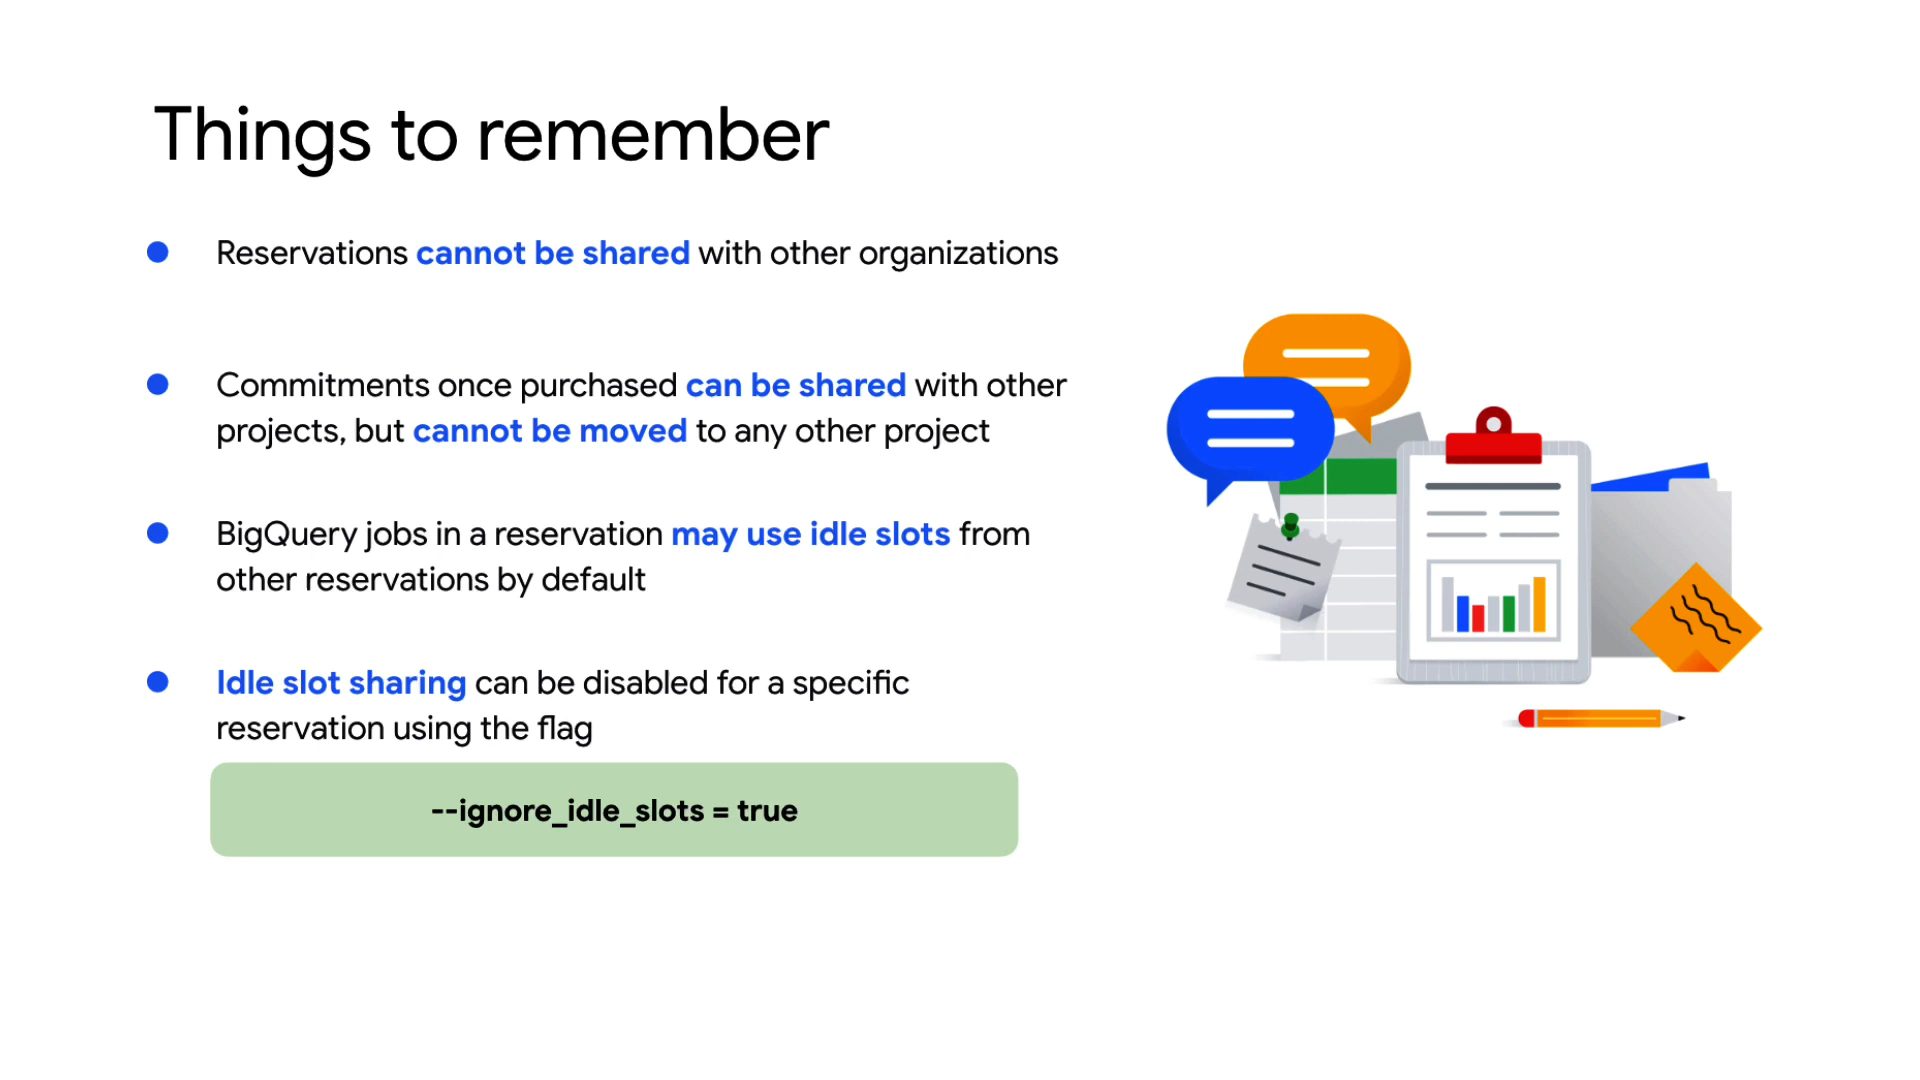 Things to remember
Reservations cannot be shared with other organizations
Commitments once purchased can be shared with other
projects, but cannot be moved to any other project
BigQuery jobs in a reservation may use idle slots from
other reservations by default
Idle slot sharing can be disabled for a specific
reservation using the flag
--ignore_idle_slots = true